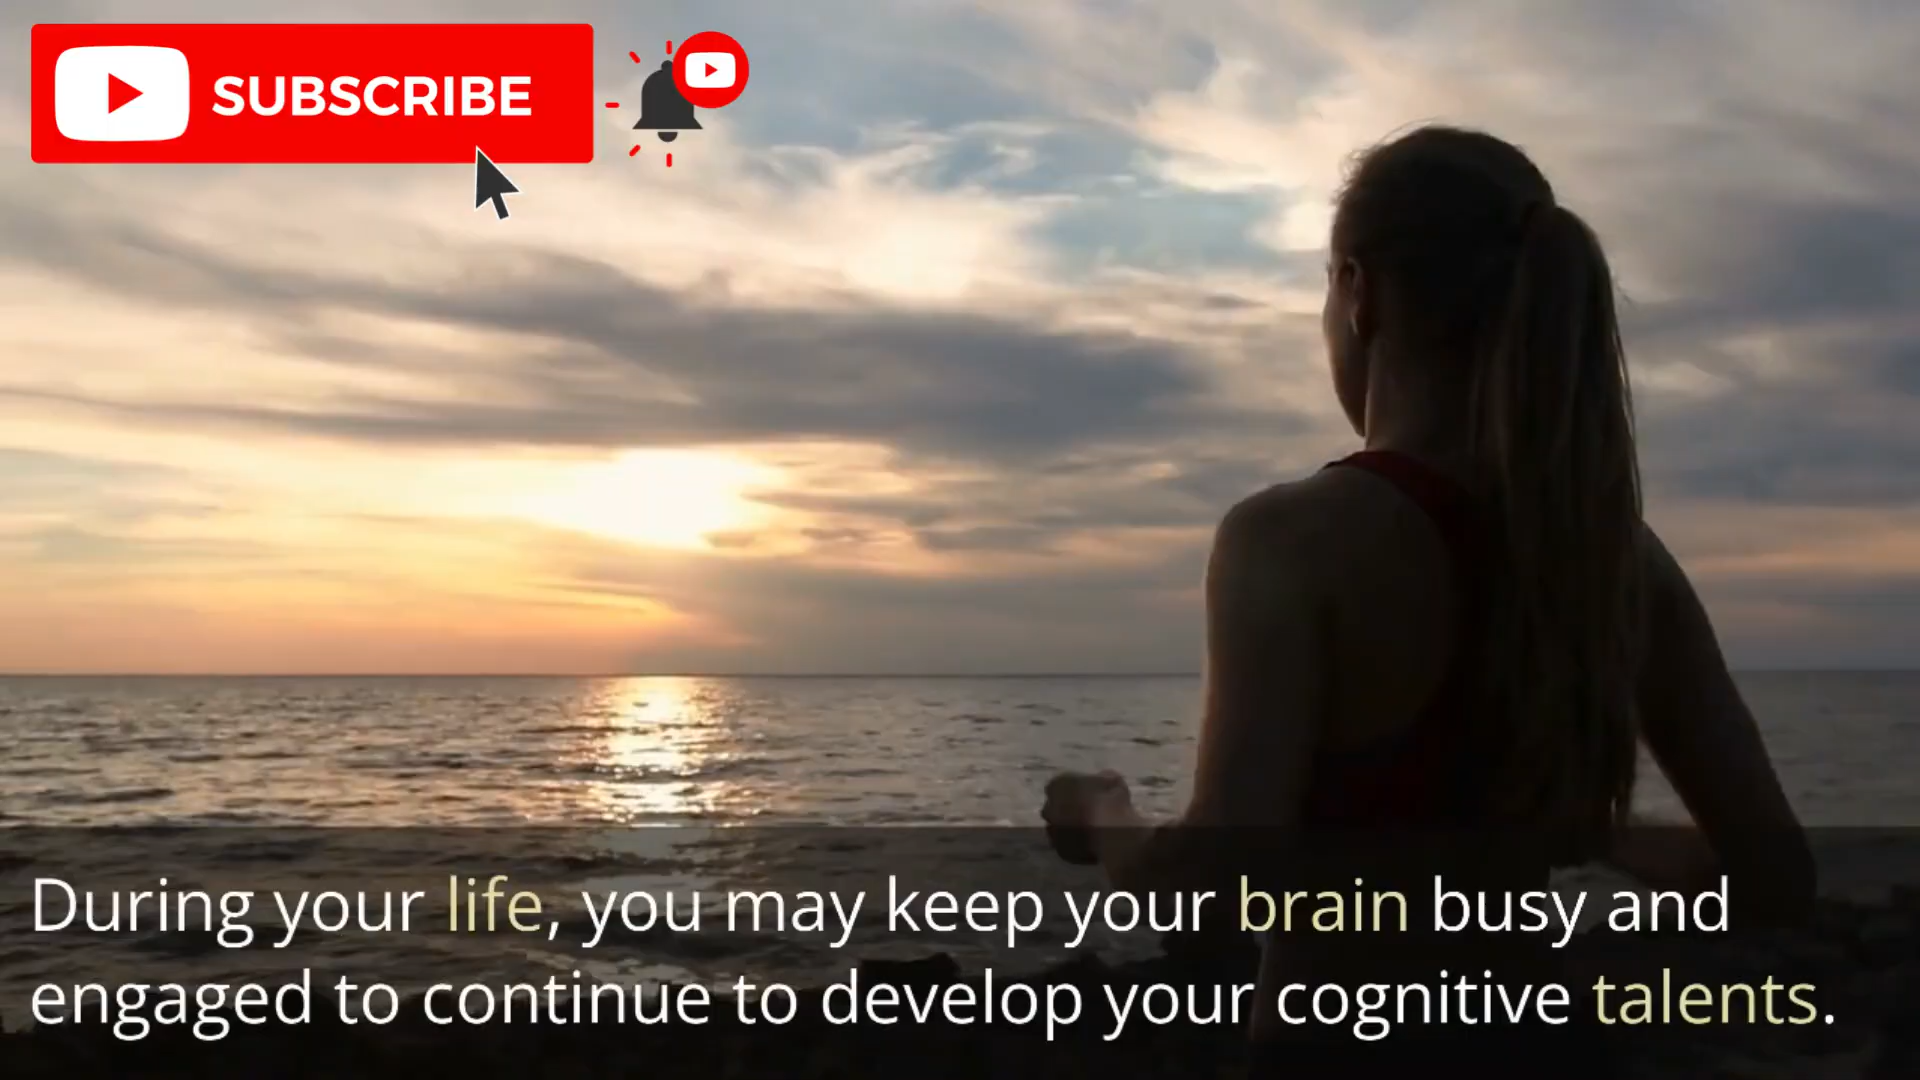 SUBSCRIBE
During your life, you may keep your brain busy and
engaged to continue to develop your cognitive talents.